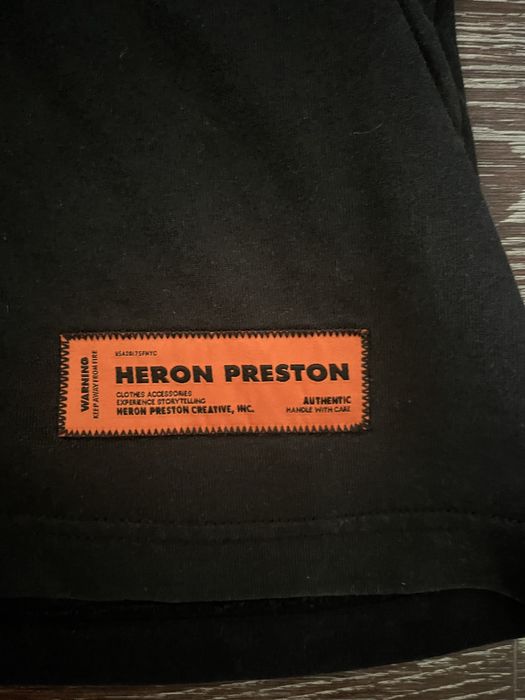 WARNING
KEEP AWAY FROM FIRE
USA2017SFNYC
HERON PRESTON
CLOTHES ACCESSORIES
EXPERIENCE STORYTELLING
HERON PRESTON CREATIVE, INC.
AUTHENTIC
HANDLE WITH CARE